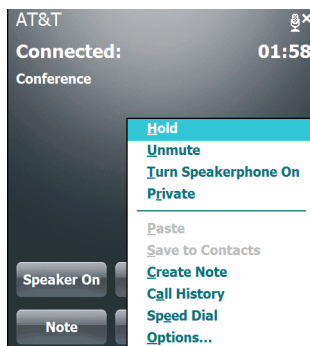 AT&T
Connected: 01:58
Conference
Hold
Unmute
Turn Speakerphone On
Private
Paste
Save to Contacts
Create Note
Call History
Speed Dial
Options...
Speaker On
Note